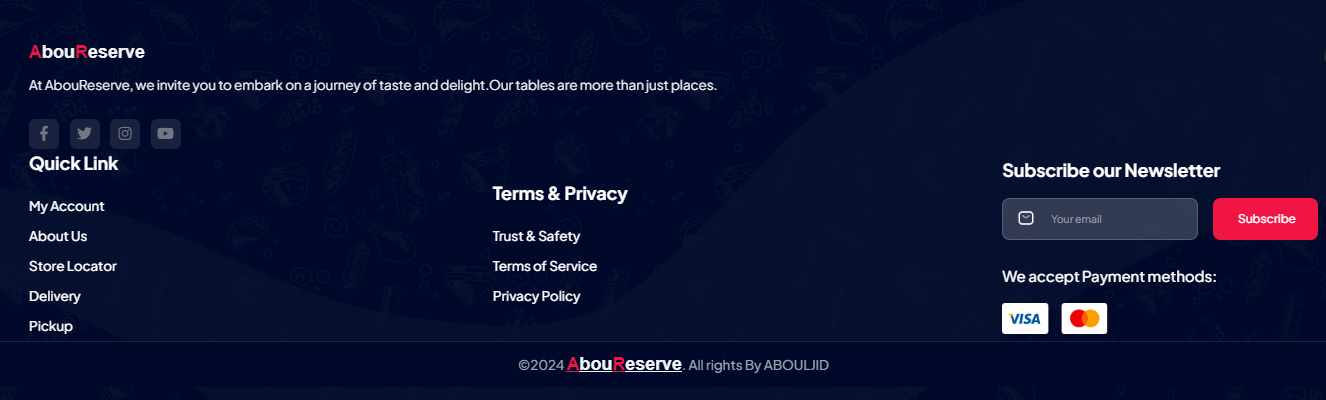 AbouReserve
At AbouReserve, we invite you to embark on a journey of taste and delight.Our tables are more than just places.
Quick Link
My Account
About Us
Store Locator
Delivery
Pickup
Terms & Privacy
Trust & Safety
Terms of Service
Privacy Policy
Subscribe our Newsletter
Your email
Subscribe
We accept Payment methods:
VISA
©2024 AbouReserve. All rights By ABOULJID